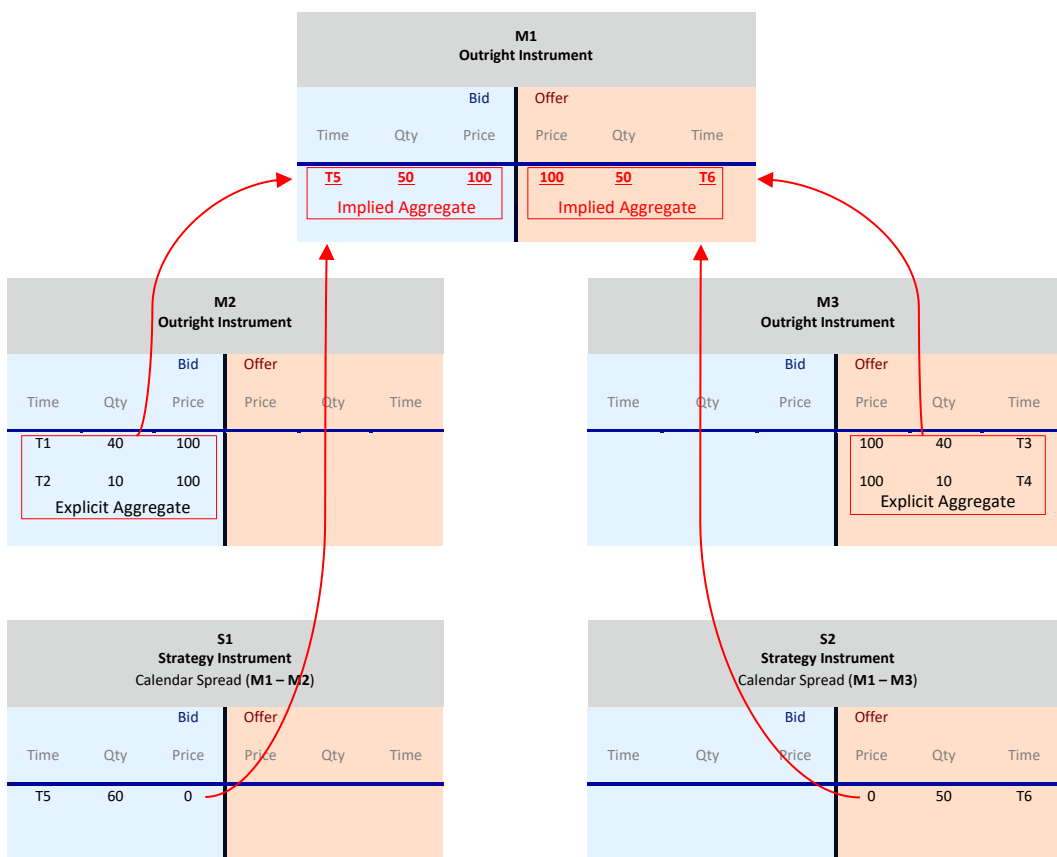 M1
Outright Instrument
Bid Offer
Time Qty Price Price Qty Time
T5 50 100 100 50 T6
Implied Aggregate Implied Aggregate
M2
Outright Instrument
Bid Offer
Time Qty Price Price Qty Time
T1 40 100
T2 10 100
Explicit Aggregate
M3
Outright Instrument
Bid Offer
Time Qty Price Price Qty Time
100 40 T3
100 10 T4
Explicit Aggregate
S1
Strategy Instrument
Calendar Spread (M1 – M2)
Bid Offer
Time Qty Price Price Qty Time
T5 60 0
S2
Strategy Instrument
Calendar Spread (M1 – M3)
Bid Offer
Time Qty Price Price Qty Time
0 50 T6